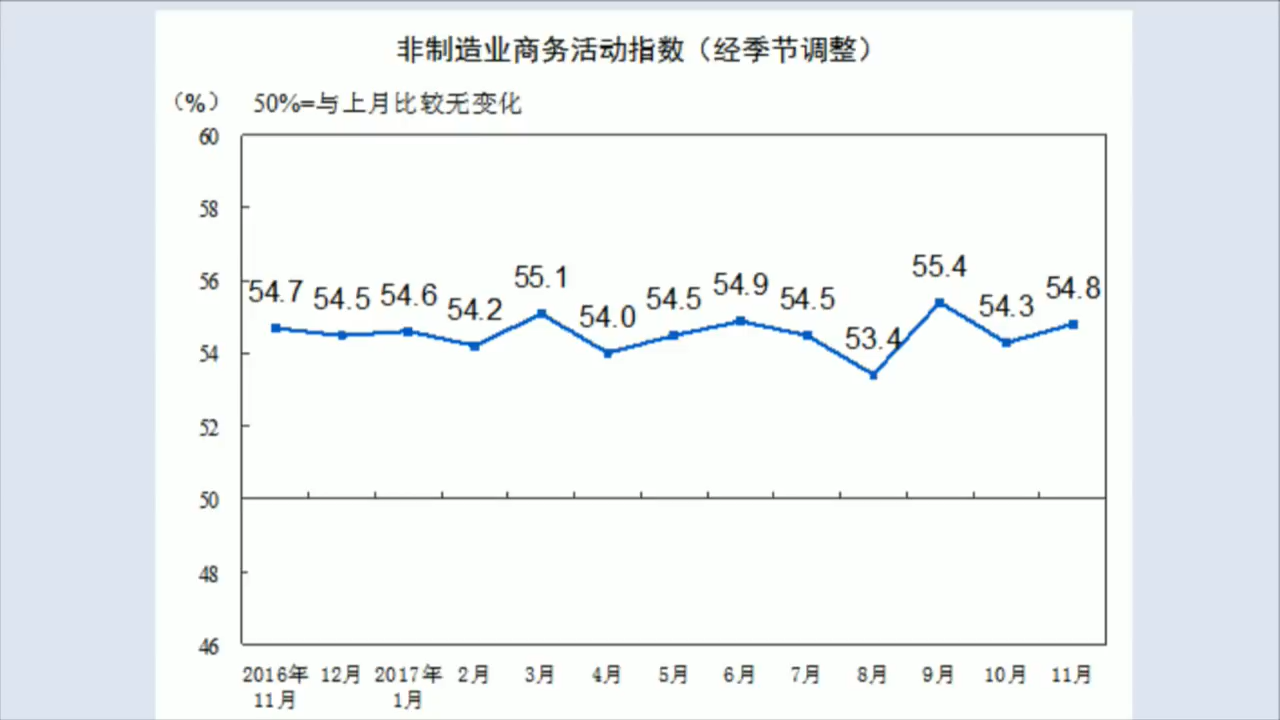 非制造业商务活动指数（经季节调整）
（%） 50%=与上月比较无变化
60
58
56
54
52
50
48
46
54.7 54.5 54.6 54.2 55.1 54.0 54.5 54.9 54.5 53.4 55.4 54.3 54.8
2016年 12月 2017年 2月 3月 4月 5月 6月 7月 8月 9月 10月 11月
11月 1月